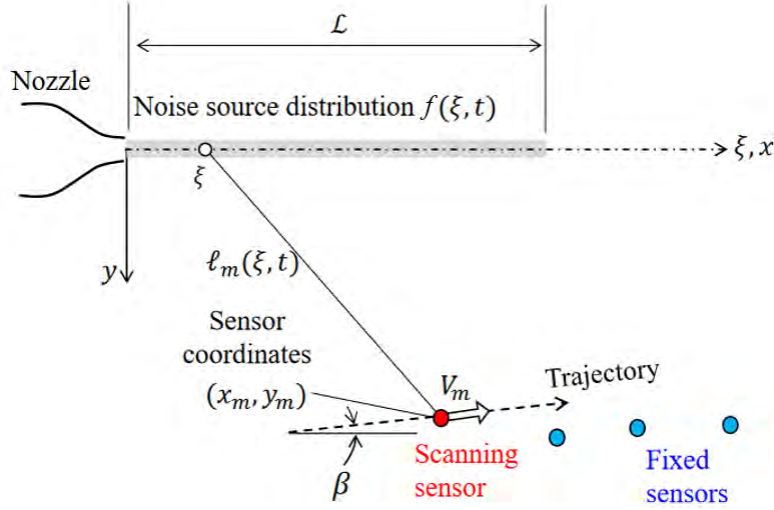 ℒ
Nozzle
Noise source distribution f(ξ, t)
ξ, x
ξ
y
ℓₘ(ξ, t)
Sensor
coordinates
(xₘ, yₘ)
Vₘ
Trajectory
β
Scanning
sensor
Fixed
sensors